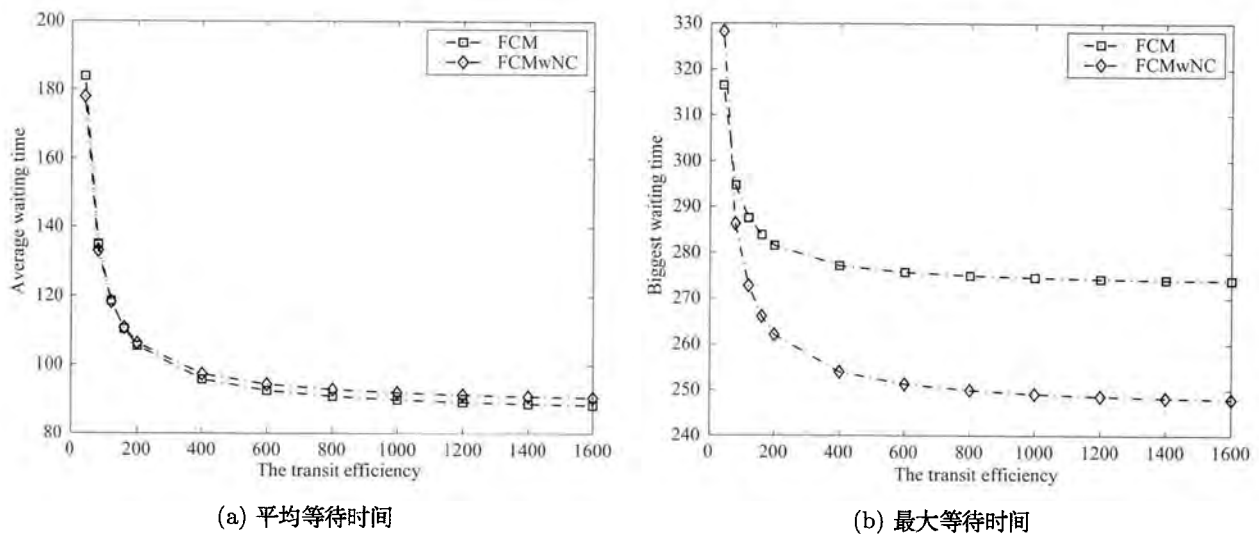 200
180
160
140
120
100
80
0 200 400 600 800 1000 1200 1400 1600
Average waiting time
The transit efficiency
FCM
FCMwNC
(a) 平均等待时间
330
320
310
300
290
280
270
260
250
240
0 200 400 600 800 1000 1200 1400 1600
Biggest waiting time
The transit efficiency
FCM
FCMwNC
(b) 最大等待时间